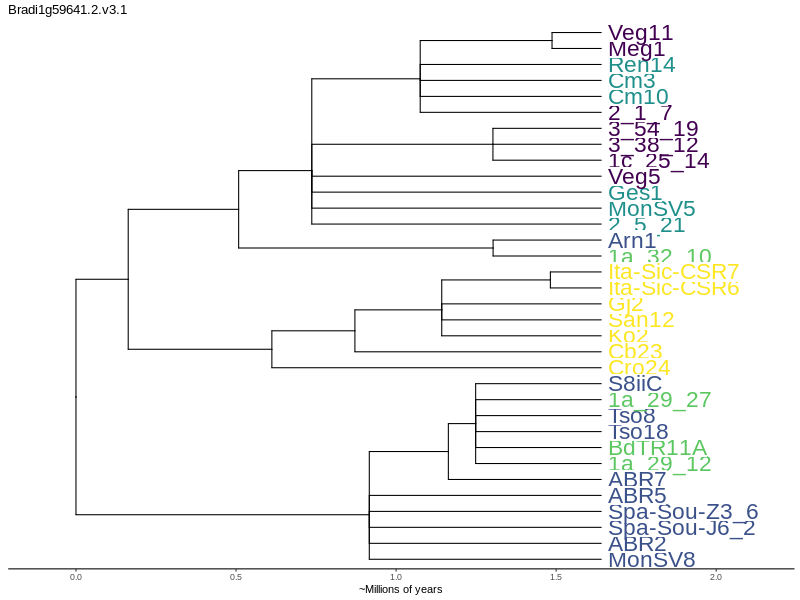 Bradi1g59641.2.v3.1
Veg11
Meg1
Ren14
Cm3
Cm10
2_1_7
3_54_19
3_38_12
1c_25_14
Veg5
Ges1
MonSV5
2_5_21
Arn1
1a_32_10
Ita-Sic-CSR7
Ita-Sic-CSR6
Gj2
San12
Ko2
Cb23
Cro24
S8iiC
1a_29_27
Tso8
Tso18
BdTR11A
1a_29_12
ABR7
ABR5
Spa-Sou-Z3_6
Spa-Sou-J6_2
ABR2
MonSV8
0.0 0.5 1.0 1.5 2.0
~Millions of years